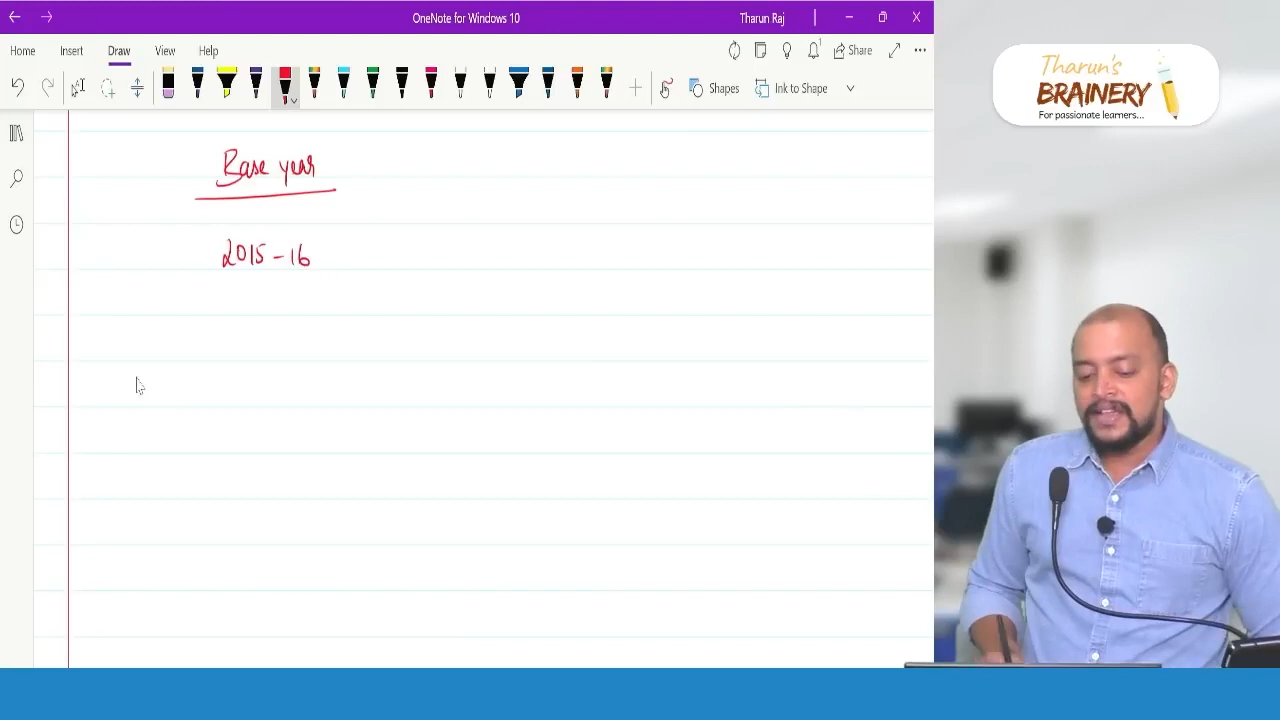 OneNote for Windows 10
Tharun Raj
Home Insert Draw View Help
Share
Shapes
Ink to Shape
Tharun's
BRAINERY
For passionate learners...
Base year
2015-16